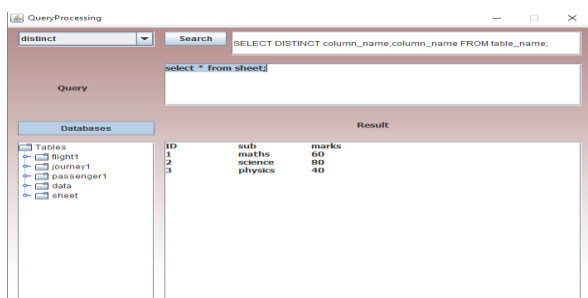 QueryProcessing
distinct
Search
SELECT DISTINCT column_name,column_name FROM table_name;
Query
select * from sheet;
Databases
Result
Tables
flight1
journey1
passenger1
data
sheet
ID sub marks
1 maths 60
2 science 80
3 physics 40